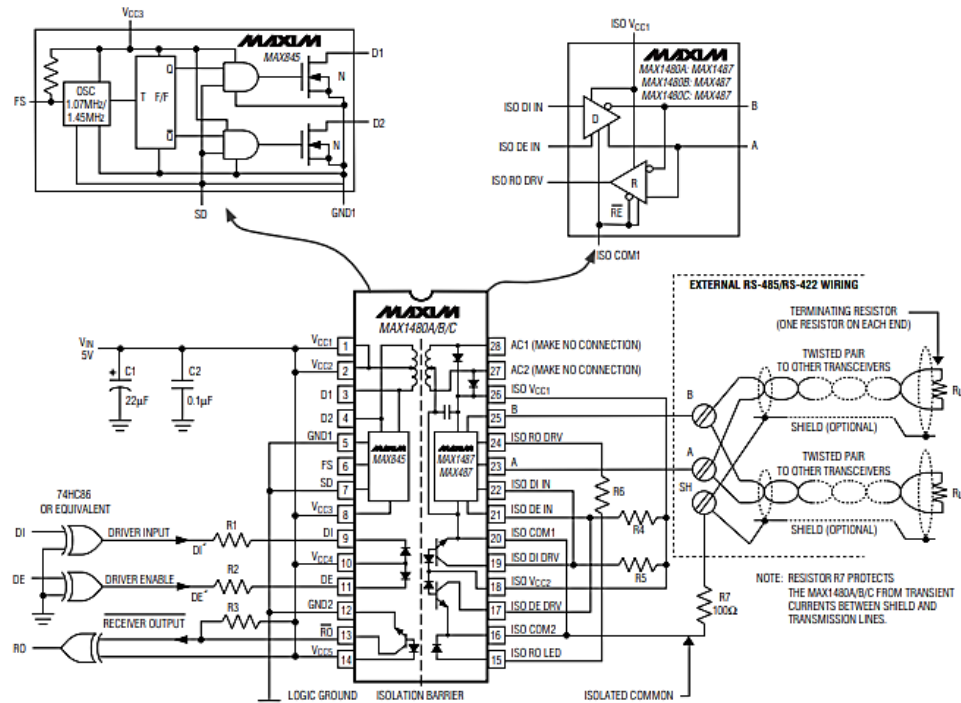 VCC3
MAXIM
MAX845
D1
Q
N
OSC
1.07MHz/
1.45MHz
T F/F
FS
D2
Q
N
SD
GND1
ISO VCC1
MAXIM
MAX1480A: MAX1487
MAX1480B: MAX487
MAX1480C: MAX487
ISO DI IN
D
B
ISO DE IN
A
ISO RO DRV
R
RE
ISO COM1
EXTERNAL RS-485/RS-422 WIRING
TERMINATING RESISTOR
(ONE RESISTOR ON EACH END)
TWISTED PAIR
TO OTHER TRANSCEIVERS
B
RL
SHIELD (OPTIONAL)
A
TWISTED PAIR
TO OTHER TRANSCEIVERS
SH
RL
SHIELD (OPTIONAL)
MAXIM
MAX1480A/B/C
VIN
5V
C1
22µF
C2
0.1µF
VCC1 1
VCC2 2
D1 3
D2 4
GND1 5
FS 6
SD 7
VCC3 8
DI 9
VCC4 10
DE 11
GND2 12
RO 13
VCC5 14
MAXIM
MAX845
MAXIM
MAX1487
MAX487
28 AC1 (MAKE NO CONNECTION)
27 AC2 (MAKE NO CONNECTION)
26 ISO VCC1
25 B
24 ISO RO DRV
23 A
22 ISO DI IN
21 ISO DE IN
20 ISO COM1
19 ISO DI DRV
18 ISO VCC2
17 ISO DE DRV
16 ISO COM2
15 ISO RO LED
R6
R4
R5
R7
100Ω
74HC86
OR EQUIVALENT
DI
DRIVER INPUT
R1
DI´
DE
DRIVER ENABLE
R2
DE´
R3
RECEIVER OUTPUT
RO
LOGIC GROUND
ISOLATION BARRIER
ISOLATED COMMON
NOTE: RESISTOR R7 PROTECTS
THE MAX1480A/B/C FROM TRANSIENT
CURRENTS BETWEEN SHIELD AND
TRANSMISSION LINES.